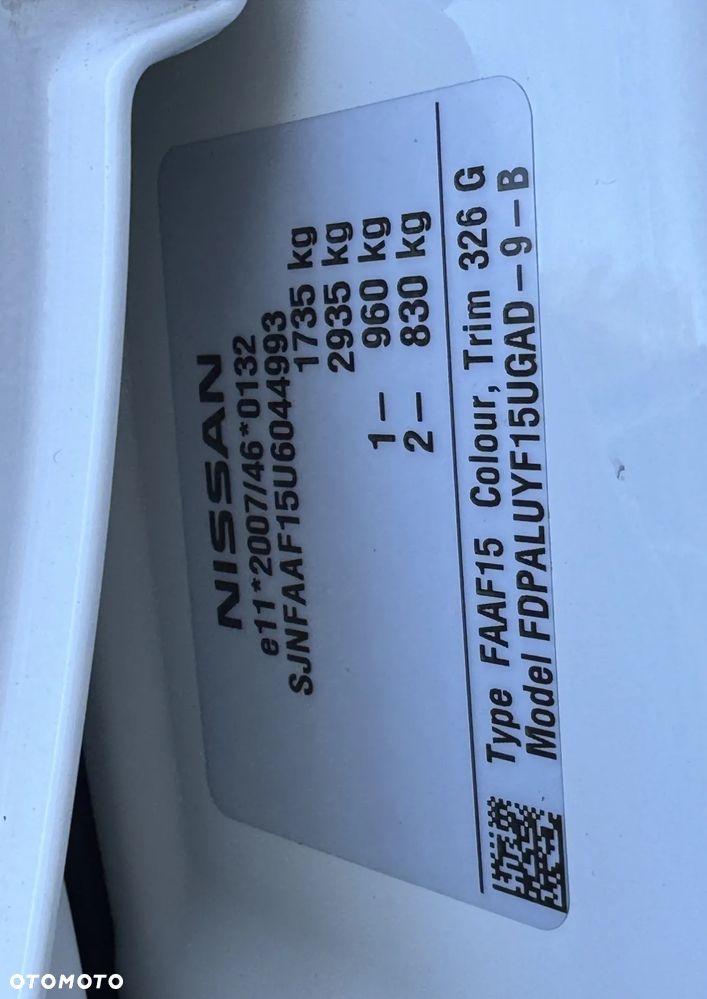 NISSAN
e11*2007/46*0132
SJNFAAF15U6044993
1735 kg
2935 kg
1– 960 kg
2– 830 kg
Type FAAF15 Colour, Trim 326 G
Model FDPALUYF15UGAD–9–B
OTOMOTO